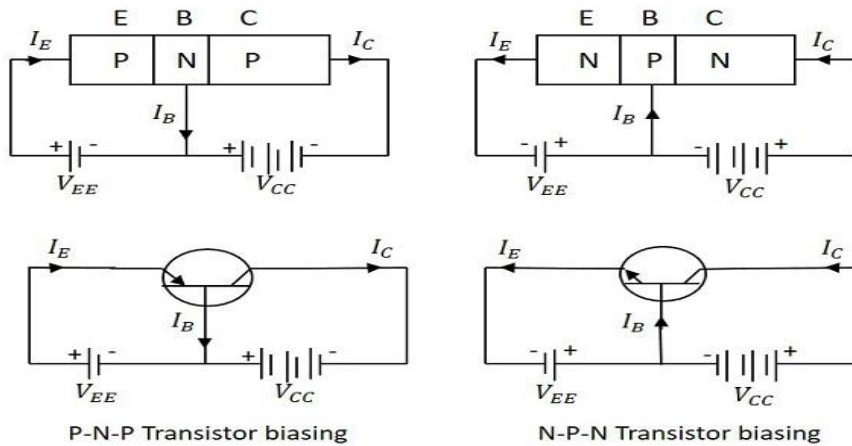 E B C
I_E P N P I_C
I_B
+ - + -
V_EE V_CC
E B C
I_E N P N I_C
I_B
- + - +
V_EE V_CC
I_E I_C
I_B
+ - + -
V_EE V_CC
P-N-P Transistor biasing
I_E I_C
I_B
- + - +
V_EE V_CC
N-P-N Transistor biasing